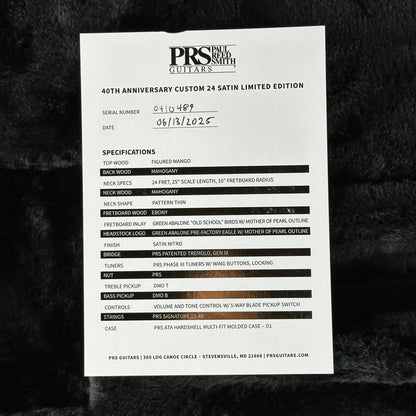 PRS PAUL REED SMITH
GUITARS
40TH ANNIVERSARY CUSTOM 24 SATIN LIMITED EDITION
SERIAL NUMBER 0410489
DATE 06/13/2025
SPECIFICATIONS
TOP WOOD FIGURED MANGO
BACK WOOD MAHOGANY
NECK SPECS 24 FRET, 25" SCALE LENGTH, 10" FRETBOARD RADIUS
NECK WOOD MAHOGANY
NECK SHAPE PATTERN THIN
FRETBOARD WOOD EBONY
FRETBOARD INLAY GREEN ABALONE "OLD SCHOOL" BIRDS W/ MOTHER OF PEARL OUTLINE
HEADSTOCK LOGO GREEN ABALONE PRE-FACTORY EAGLE W/ MOTHER OF PEARL OUTLINE
FINISH SATIN NITRO
BRIDGE PRS PATENTED TREMOLO, GEN III
TUNERS PRS PHASE III TUNERS W/ WING BUTTONS, LOCKING
NUT PRS
TREBLE PICKUP DMO T
BASS PICKUP DMO B
CONTROLS VOLUME AND TONE CONTROL W/ 5-WAY BLADE PICKUP SWITCH
STRINGS PRS SIGNATURE 10-46
CASE PRS ATA HARDSHELL MULTI-FIT MOLDED CASE – D1
PRS GUITARS | 380 LOG CANOE CIRCLE · STEVENSVILLE, MD 21666 | PRSGUITARS.COM